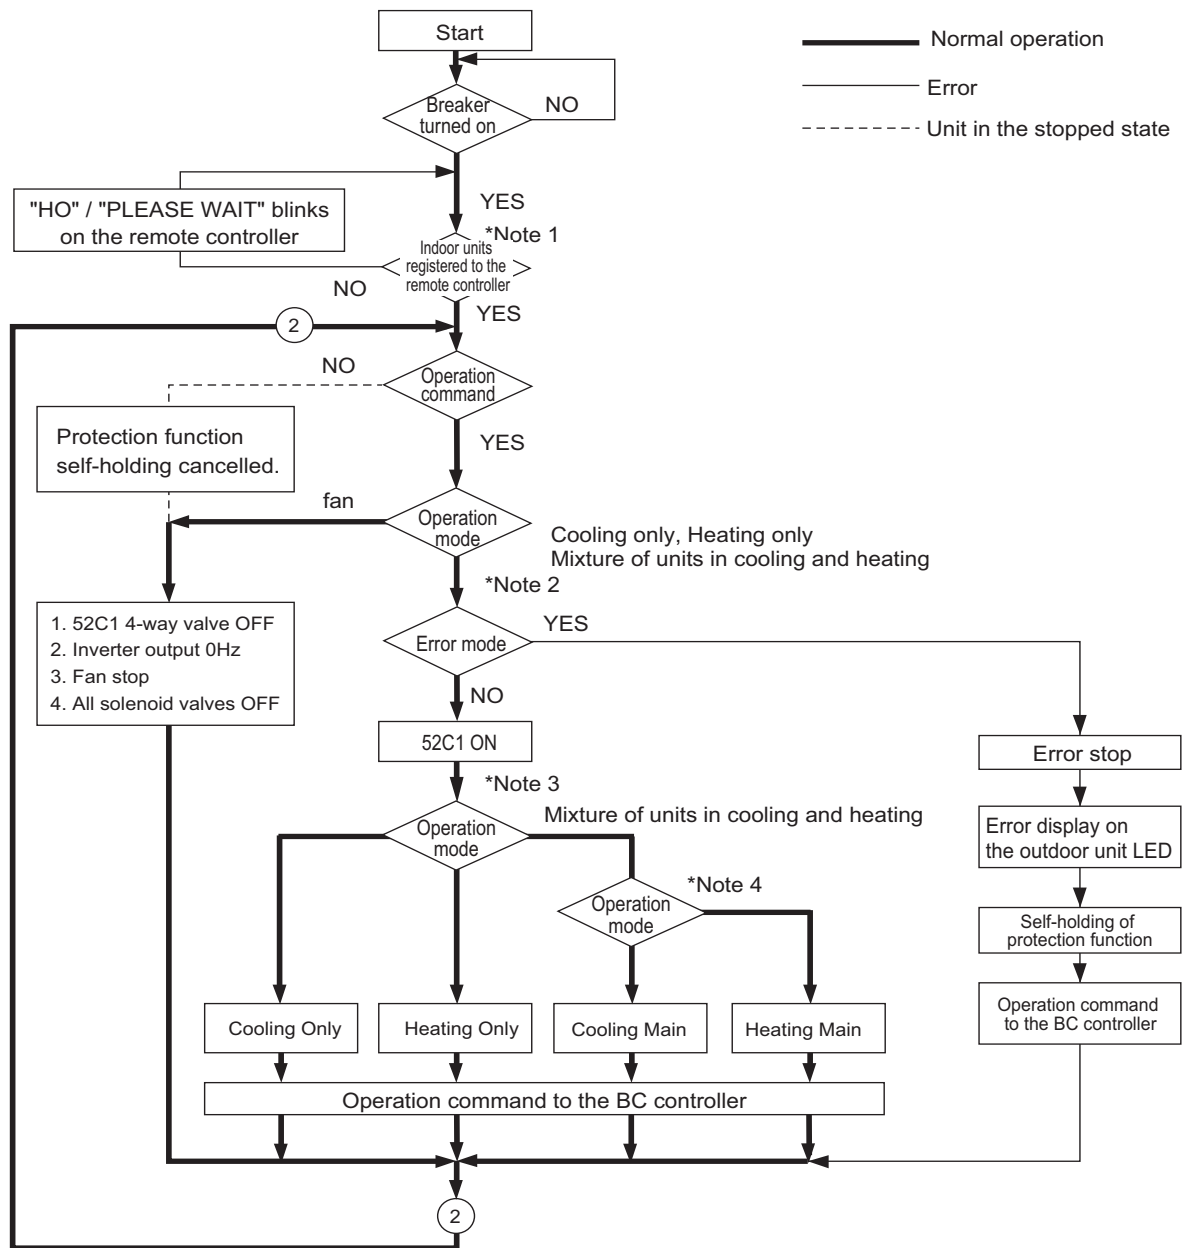 Start
Normal operation
Error
Unit in the stopped state
Breaker
turned on
NO
YES
"HO" / "PLEASE WAIT" blinks
on the remote controller
*Note 1
Indoor units
registered to the
remote controller
NO
YES
2
NO
Operation
command
YES
Protection function
self-holding cancelled.
fan
Operation
mode
Cooling only, Heating only
Mixture of units in cooling and heating
*Note 2
1. 52C1 4-way valve OFF
2. Inverter output 0Hz
3. Fan stop
4. All solenoid valves OFF
Error mode
YES
NO
52C1 ON
*Note 3
Operation
mode
Mixture of units in cooling and heating
*Note 4
Operation
mode
Error stop
Error display on
the outdoor unit LED
Self-holding of
protection function
Operation command
to the BC controller
Cooling Only
Heating Only
Cooling Main
Heating Main
Operation command to the BC controller
2